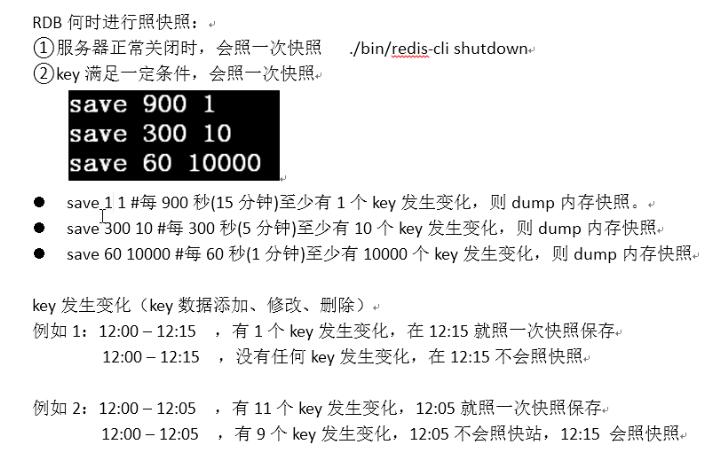 RDB 何时进行照快照：
①服务器正常关闭时，会照一次快照 ./bin/redis-cli shutdown
②key 满足一定条件，会照一次快照
save 900 1
save 300 10
save 60 10000
● save 1 1 #每 900 秒(15 分钟)至少有 1 个 key 发生变化，则 dump 内存快照。
● save 300 10 #每 300 秒(5 分钟)至少有 10 个 key 发生变化，则 dump 内存快照
● save 60 10000 #每 60 秒(1 分钟)至少有 10000 个 key 发生变化，则 dump 内存快照
key 发生变化（key 数据添加、修改、删除）
例如 1：12:00 – 12:15 ，有 1 个 key 发生变化，在 12:15 就照一次快照保存
12:00 – 12:15 ，没有任何 key 发生变化，在 12:15 不会照快照
例如 2：12:00 – 12:05 ，有 11 个 key 发生变化，12:05 就照一次快照保存
12:00 – 12:05 ，有 9 个 key 发生变化，12:05 不会照快站，12:15 会照快照